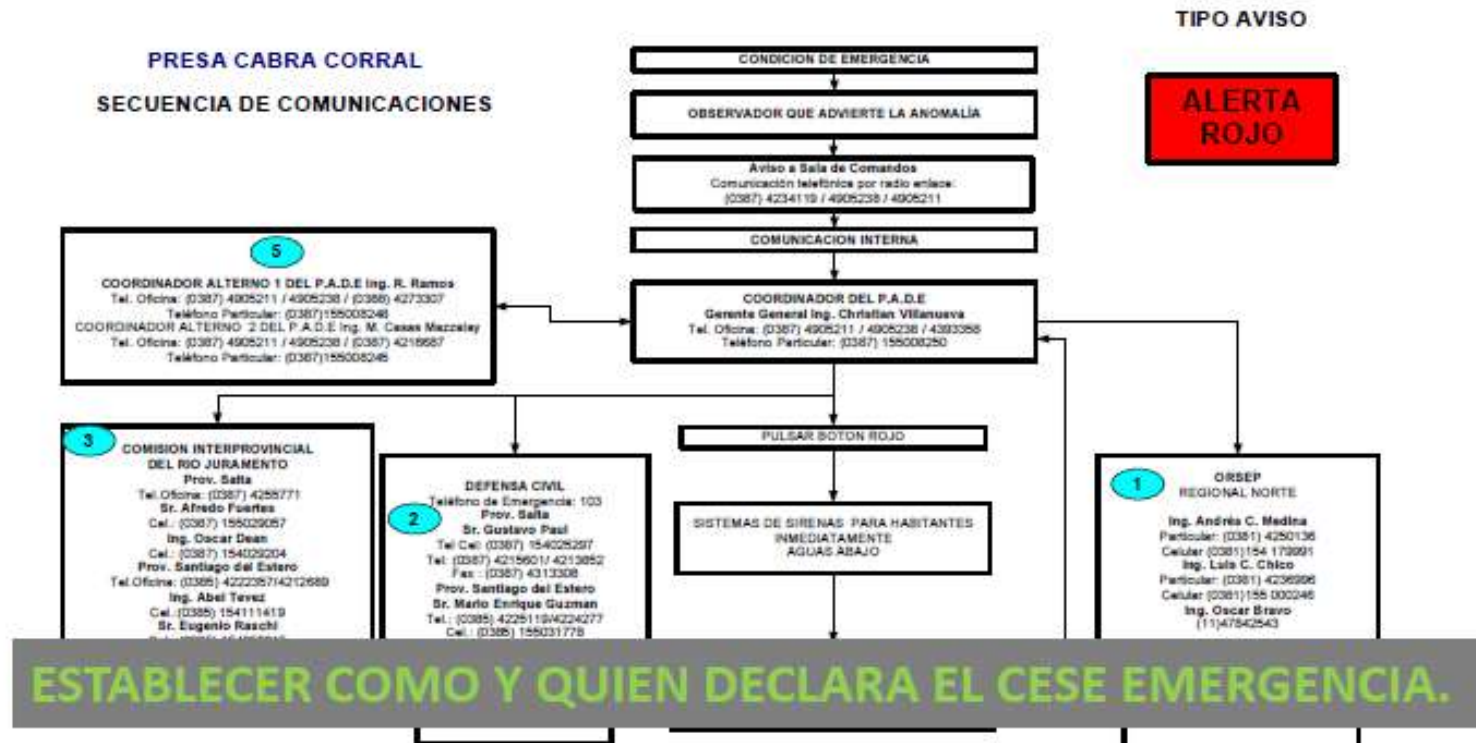 TIPO AVISO
PRESA CABRA CORRAL
SECUENCIA DE COMUNICACIONES
ALERTA
ROJO
CONDICION DE EMERGENCIA
OBSERVADOR QUE ADVIERTE LA ANOMALÍA
Aviso a Sala de Comandos
Comunicación telefónica por radio enlace:
(0387) 4234119 / 4905238 / 4905211
COMUNICACION INTERNA
5
COORDINADOR ALTERNO 1 DEL P.A.D.E Ing. R. Ramos
Tel. Oficina: (0387) 4905211 / 4905238 / (0388) 4273307
Teléfono Particular: (0387)155008248
COORDINADOR ALTERNO 2 DEL P.A.D.E Ing. M. Casas Mazzaley
Tel. Oficina: (0387) 4905211 / 4905238 / (0387) 4216687
Teléfono Particular: (0387)155008245
COORDINADOR DEL P.A.D.E
Gerente General Ing. Christian Villanueva
Tel. Oficina: (0387) 4905211 / 4905238 / 4393358
Teléfono Particular: (0387) 155008250
3
COMISION INTERPROVINCIAL
DEL RIO JURAMENTO
Prov. Salta
Tel.Oficina: (0387) 4255771
Sr. Alfredo Fuertes
Cel.: (0387) 155029057
Ing. Oscar Dean
Cel.: (0387) 154029204
Prov. Santiago del Estero
Tel.Oficina: (0385) 4222357/4212689
Ing. Abel Tevez
Cel.:(0385) 154111419
Sr. Eugenio Raschi
2
DEFENSA CIVIL
Teléfono de Emergencia: 103
Prov. Salta
Sr. Gustavo Paul
Tel Cel: (0387) 154025297
Tel: (0387) 4215601/ 4213852
Fax : (0387) 4313308
Prov. Santiago del Estero
Sr. Mario Enrique Guzman
Tel.: (0385) 4225119/4224277
Cel.: (0385) 155031778
PULSAR BOTON ROJO
SISTEMAS DE SIRENAS PARA HABITANTES
INMEDIATAMENTE
AGUAS ABAJO
1
ORSEP
REGIONAL NORTE
Ing. Andrés C. Medina
Particular: (0381) 4250136
Celular (0381)154 179991
Ing. Luis C. Chico
Particular: (0381) 4236996
Celular (0381)155 000246
Ing. Oscar Bravo
(11)47842543
ESTABLECER COMO Y QUIEN DECLARA EL CESE EMERGENCIA.